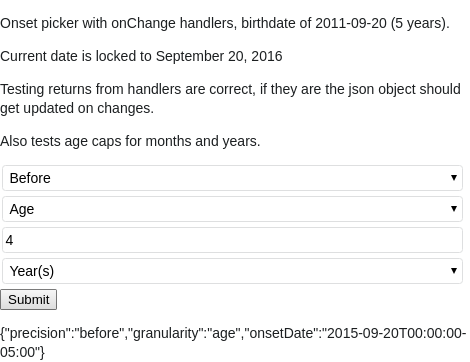 Onset picker with onChange handlers, birthdate of 2011-09-20 (5 years).
Current date is locked to September 20, 2016
Testing returns from handlers are correct, if they are the json object should
get updated on changes.
Also tests age caps for months and years.
Before
Age
4
Year(s)
Submit
{"precision":"before","granularity":"age","onsetDate":"2015-09-20T00:00:00-
05:00"}